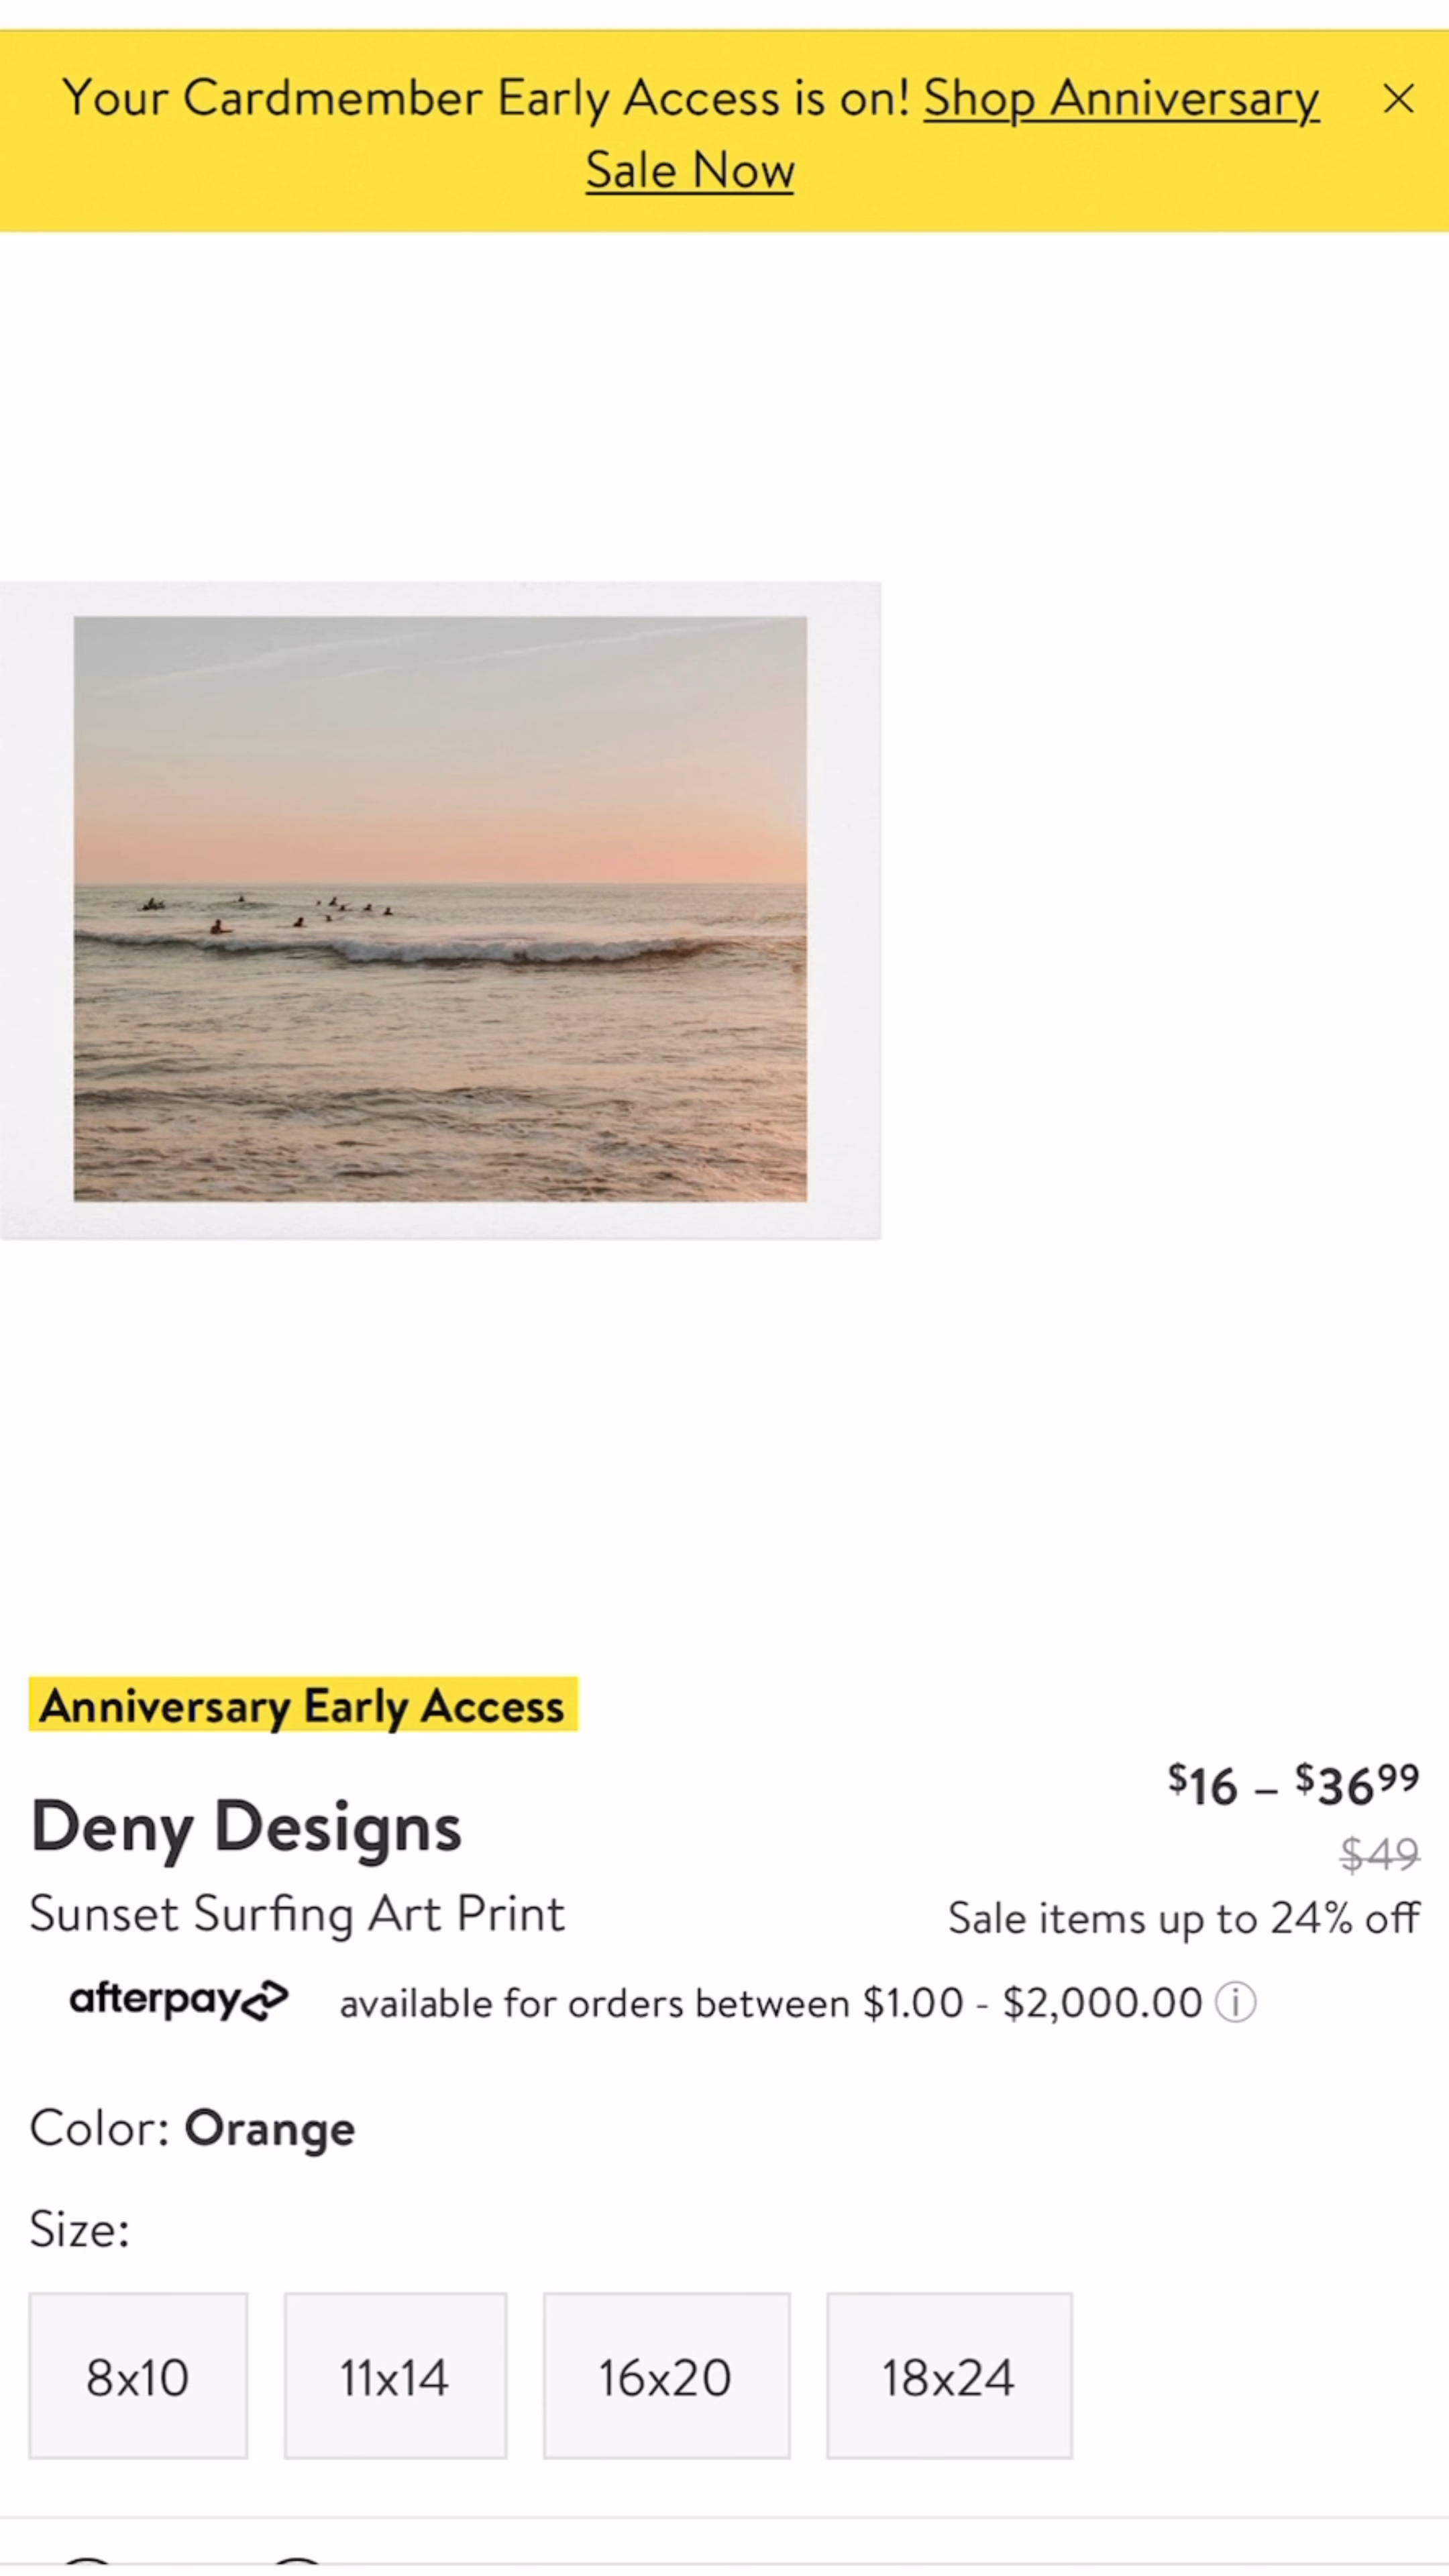 Your Cardmember Early Access is on! Shop Anniversary
Sale Now
Anniversary Early Access
$16 – $36.99
Deny Designs
$49
Sunset Surfing Art Print
Sale items up to 24% off
afterpay available for orders between $1.00 - $2,000.00 i
Color: Orange
Size:
8x10 11x14 16x20 18x24